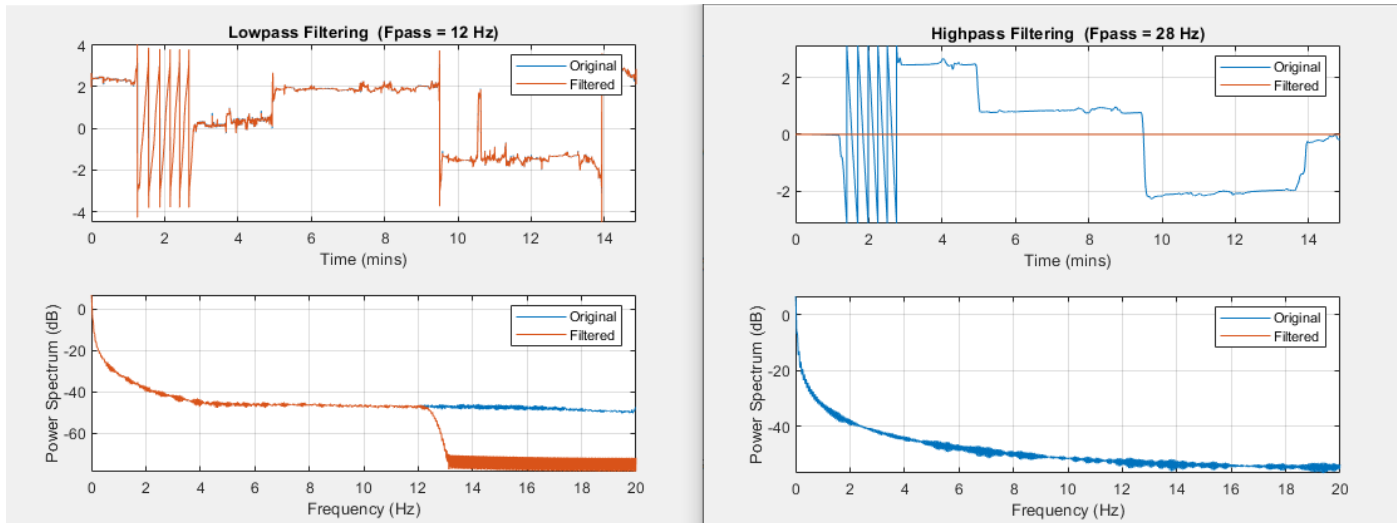 Lowpass Filtering (Fpass = 12 Hz)
4
2
0
-2
-4
Original
Filtered
0 2 4 6 8 10 12 14
Time (mins)
Power Spectrum (dB)
0
-20
-40
-60
Original
Filtered
0 2 4 6 8 10 12 14 16 18 20
Frequency (Hz)
Highpass Filtering (Fpass = 28 Hz)
2
0
-2
Original
Filtered
0 2 4 6 8 10 12 14
Time (mins)
Power Spectrum (dB)
0
-20
-40
Original
Filtered
0 2 4 6 8 10 12 14 16 18 20
Frequency (Hz)